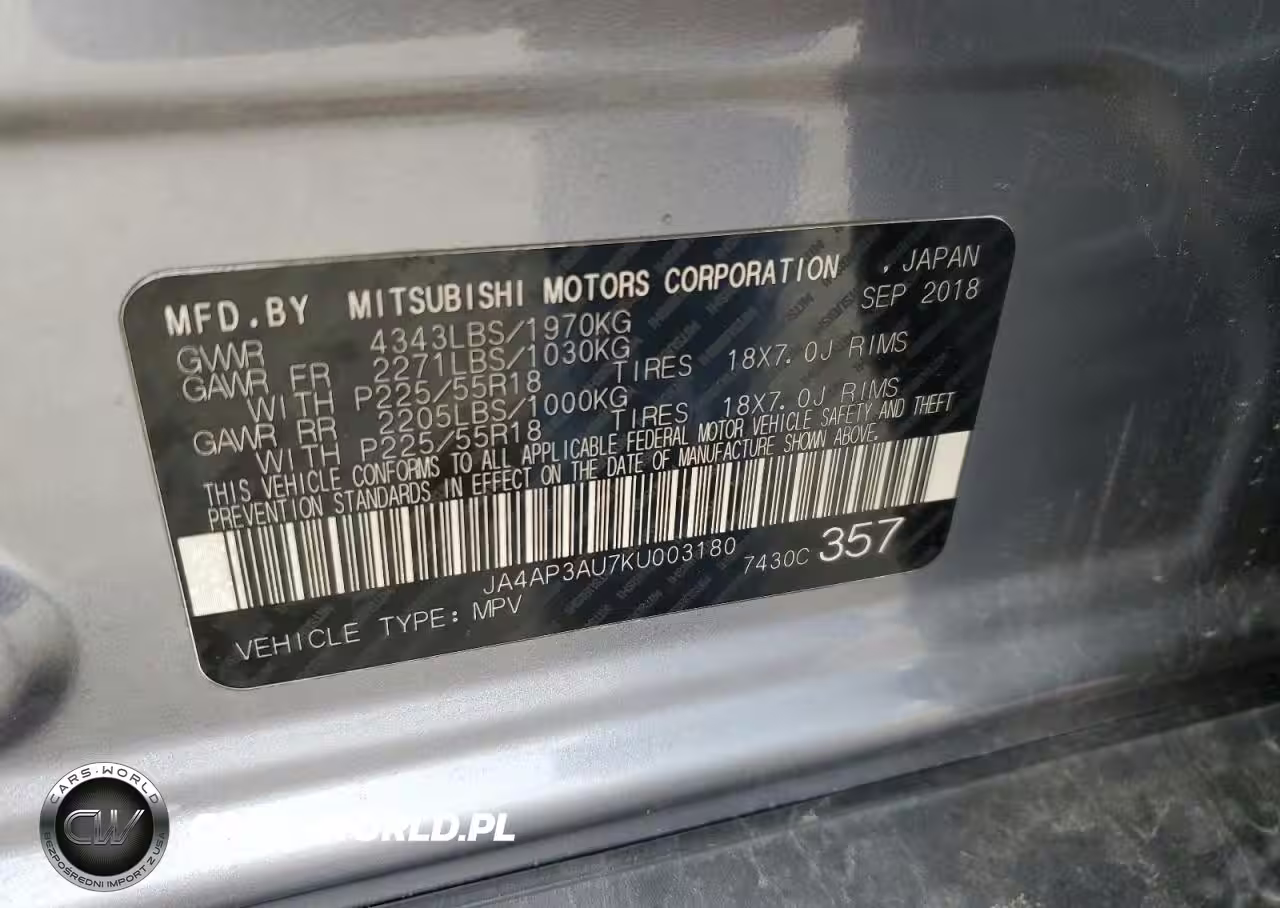 MFD.BY MITSUBISHI MOTORS CORPORATION , JAPAN
SEP 2018
GVWR 4343LBS/1970KG
GAWR FR 2271LBS/1030KG
WITH P225/55R18 TIRES 18X7.0J RIMS
GAWR RR 2205LBS/1000KG
WITH P225/55R18 TIRES 18X7.0J RIMS
THIS VEHICLE CONFORMS TO ALL APPLICABLE FEDERAL MOTOR VEHICLE SAFETY AND THEFT
PREVENTION STANDARDS IN EFFECT ON THE DATE OF MANUFACTURE SHOWN ABOVE.
JA4AP3AU7KU003180 7430C 357
VEHICLE TYPE: MPV
CARS-WORLD
CW
BEZPOŚREDNI IMPORT Z USA